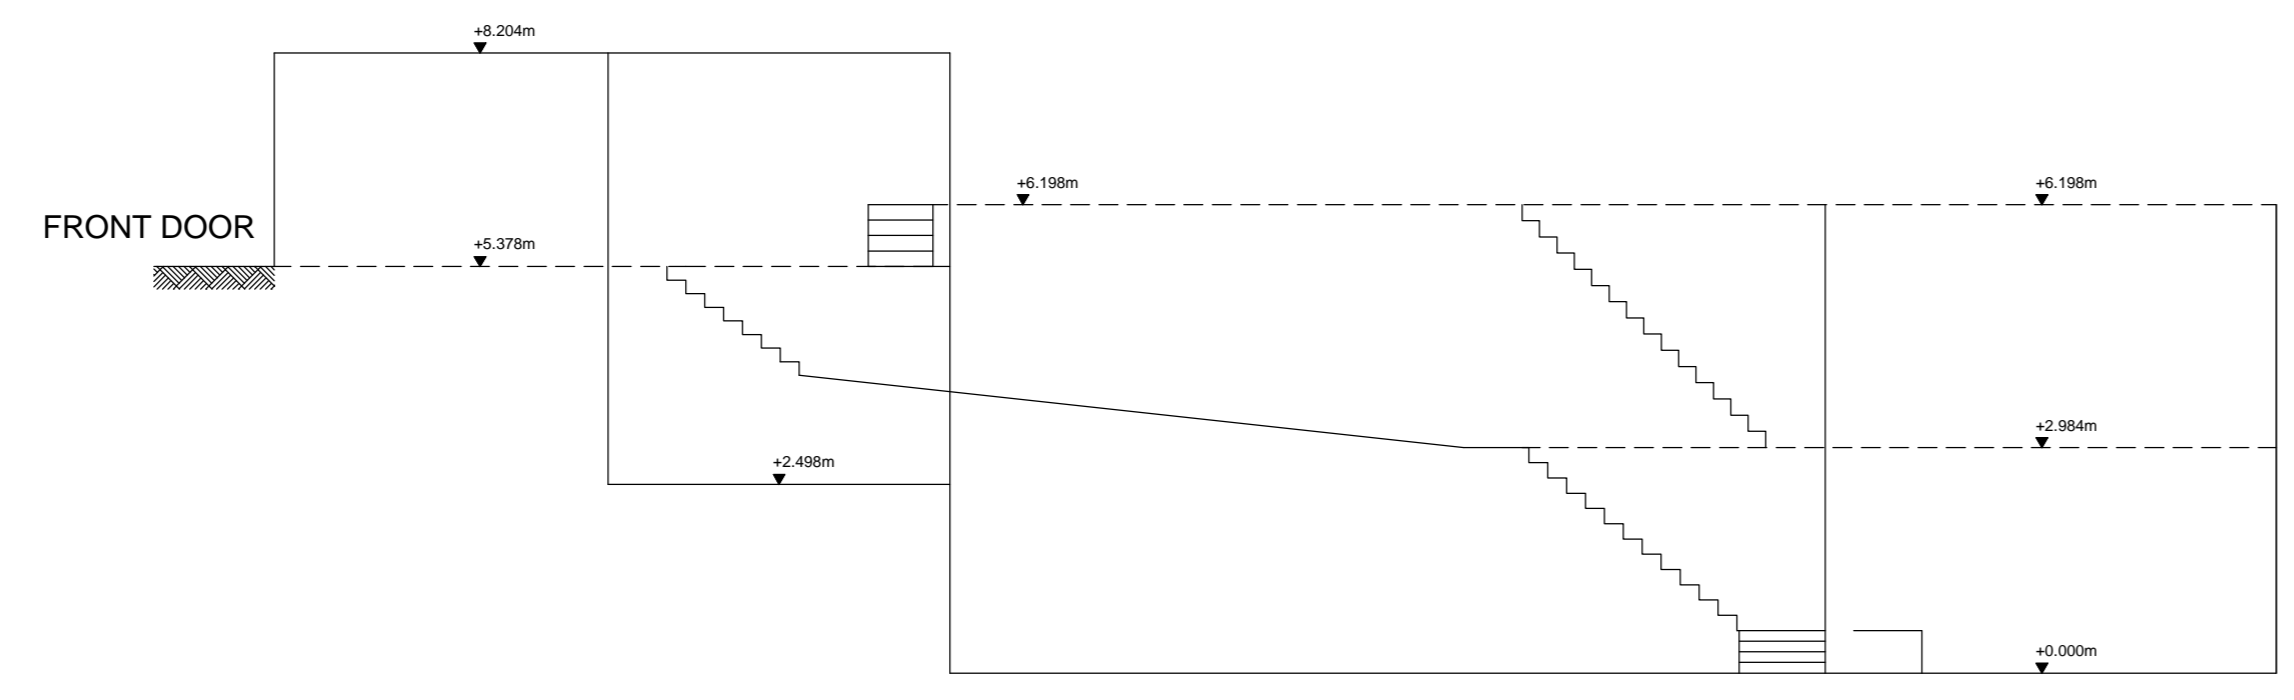 +8.204m
+6.198m
+6.198m
FRONT DOOR
+5.378m
+2.984m
+2.498m
+0.000m